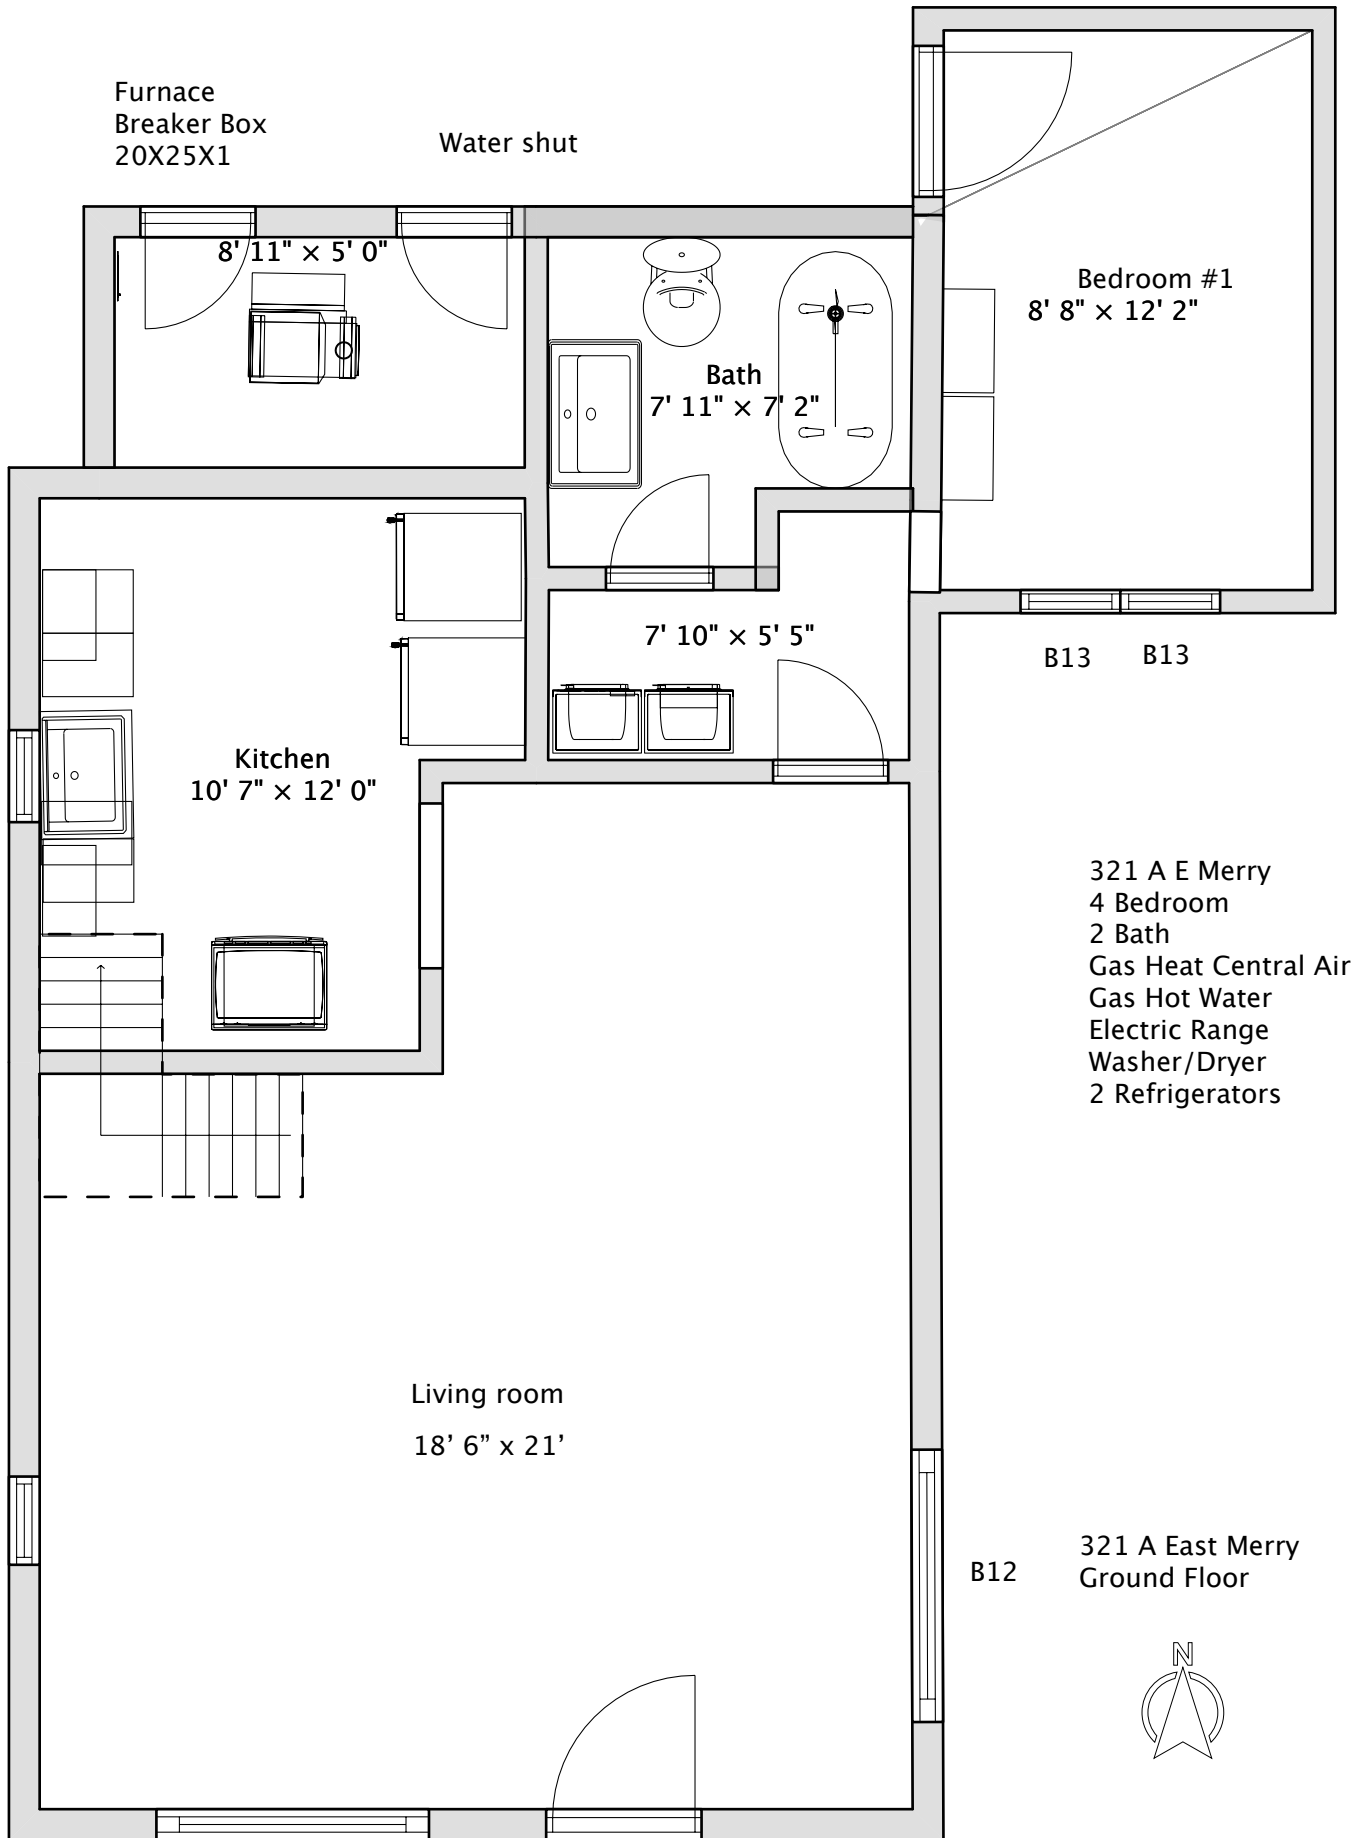 Furnace
Breaker Box
20X25X1
Water shut
8' 11" × 5' 0"
Bedroom #1
8' 8" × 12' 2"
Bath
7' 11" × 7' 2"
7' 10" × 5' 5"
B13
B13
Kitchen
10' 7" × 12' 0"
321 A E Merry
4 Bedroom
2 Bath
Gas Heat Central Air
Gas Hot Water
Electric Range
Washer/Dryer
2 Refrigerators
Living room
18’ 6” x 21’
B12
321 A East Merry
Ground Floor
N